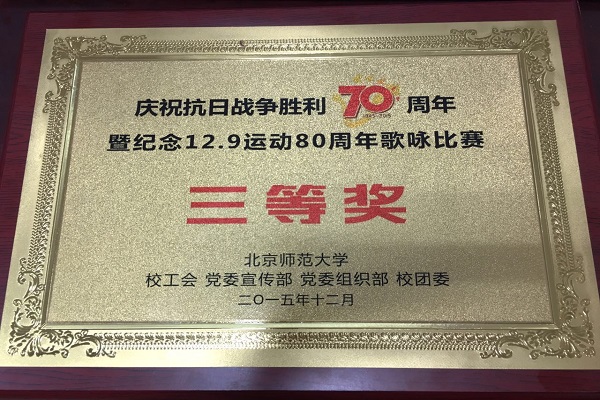 庆祝抗日战争胜利70周年
暨纪念12.9运动80周年歌咏比赛
三等奖
北京师范大学
校工会 党委宣传部 党委组织部 校团委
二〇一五年十二月